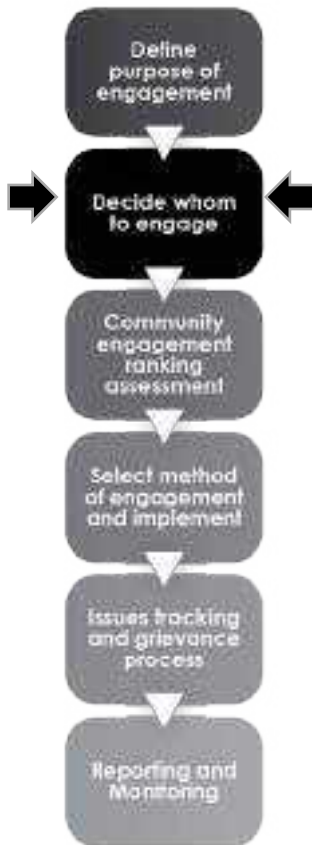 Define
purpose of
engagement
Decide whom
to engage
Community
engagement
ranking
assessment
Select method
of engagement
and implement
Issues tracking
and grievance
process
Reporting and
Monitoring